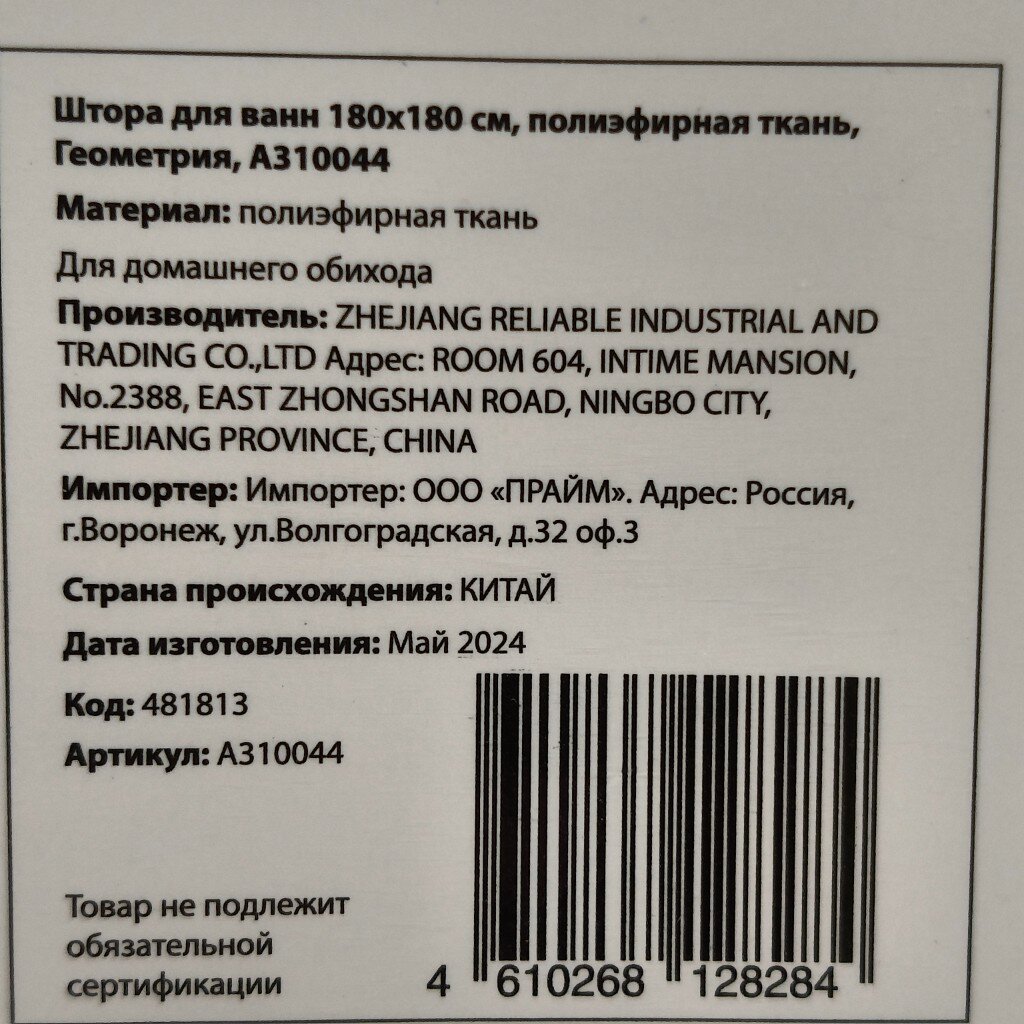 Штора для ванн 180х180 см, полиэфирная ткань,
Геометрия, А310044
Материал: полиэфирная ткань
Для домашнего обихода
Производитель: ZHEJIANG RELIABLE INDUSTRIAL AND
TRADING CO.,LTD Адрес: ROOM 604, INTIME MANSION,
No.2388, EAST ZHONGSHAN ROAD, NINGBO CITY,
ZHEJIANG PROVINCE, CHINA
Импортер: Импортер: ООО «ПРАЙМ». Адрес: Россия,
г.Воронеж, ул.Волгоградская, д.32 оф.3
Страна происхождения: КИТАЙ
Дата изготовления: Май 2024
Код: 481813
Артикул: А310044
Товар не подлежит
обязательной
сертификации
4 610268 128284